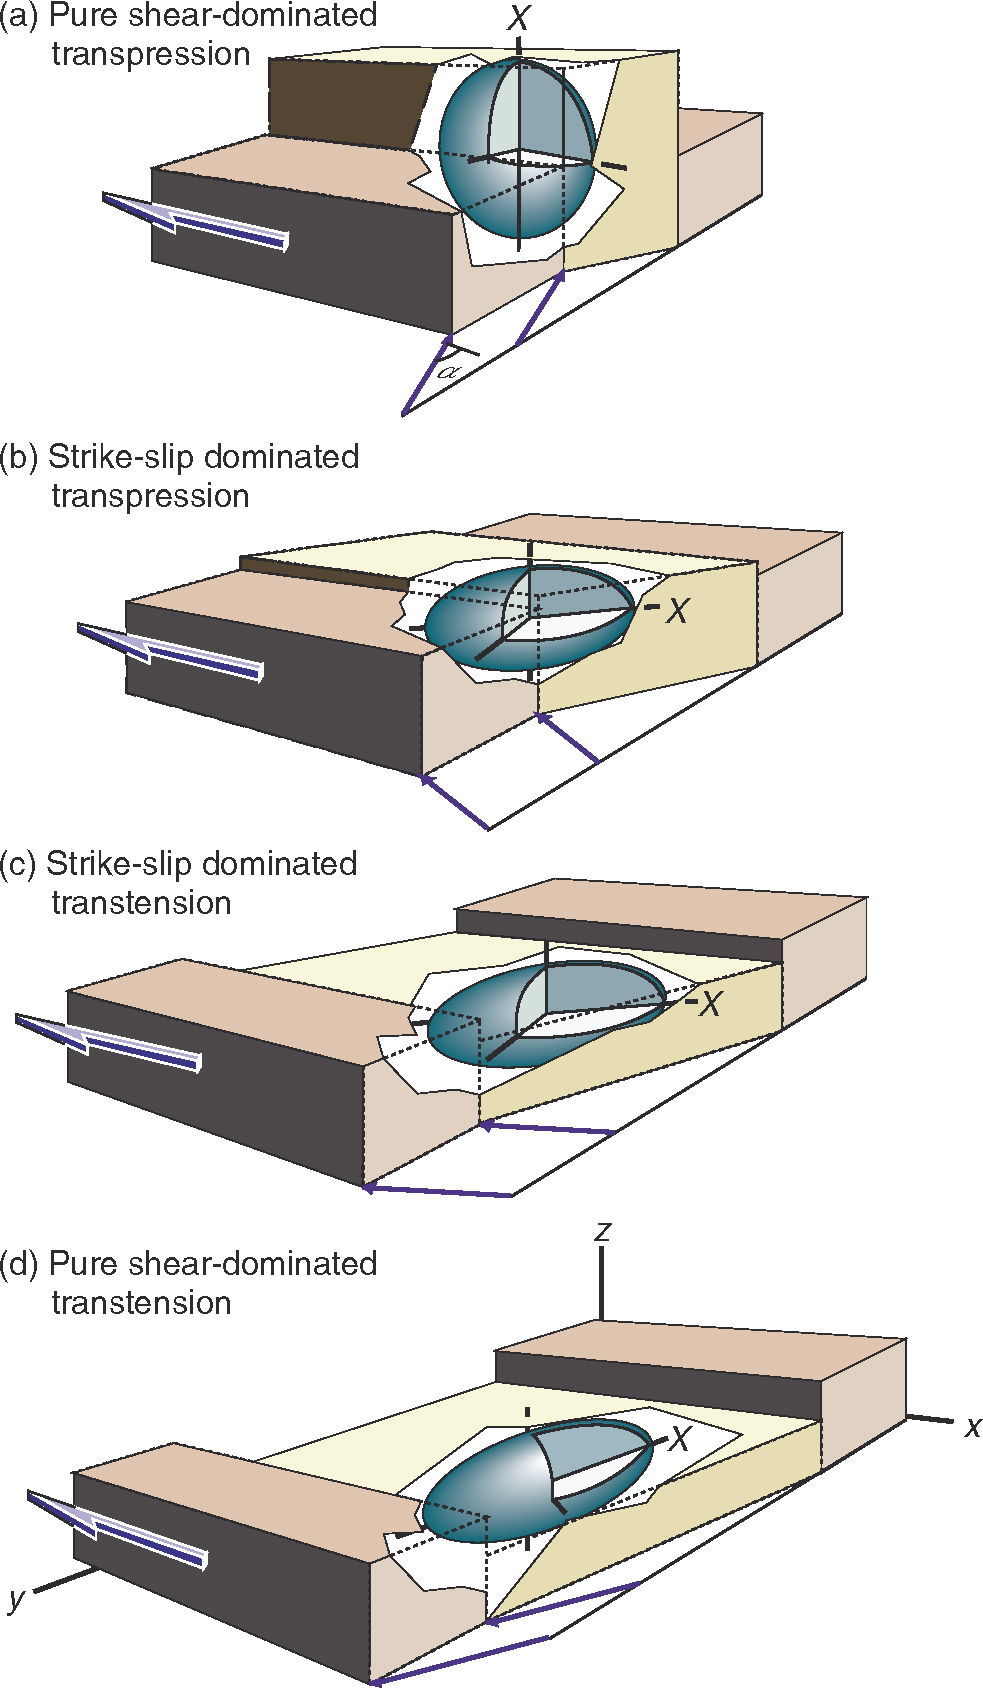 (a) Pure shear-dominated
transpression
X
α
(b) Strike-slip dominated
transpression
X
(c) Strike-slip dominated
transtension
X
(d) Pure shear-dominated
transtension
z
X
x
y